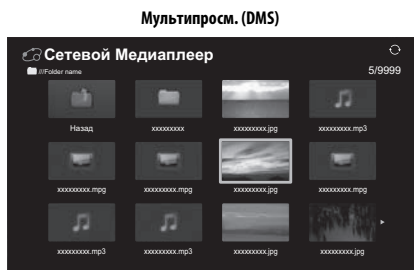 Мультипросм. (DMS)
Сетевой Медиаплеер
///Folder name
5/9999
Назад xxxxxxxxx xxxxxxxxx.jpg xxxxxxxxx.mp3
xxxxxxxxx.mpg xxxxxxxxx.mpg xxxxxxxxx.jpg xxxxxxxxx.mpg
xxxxxxxxx.mp3 xxxxxxxxx.mp3 xxxxxxxxx.jpg xxxxxxxxx.jpg